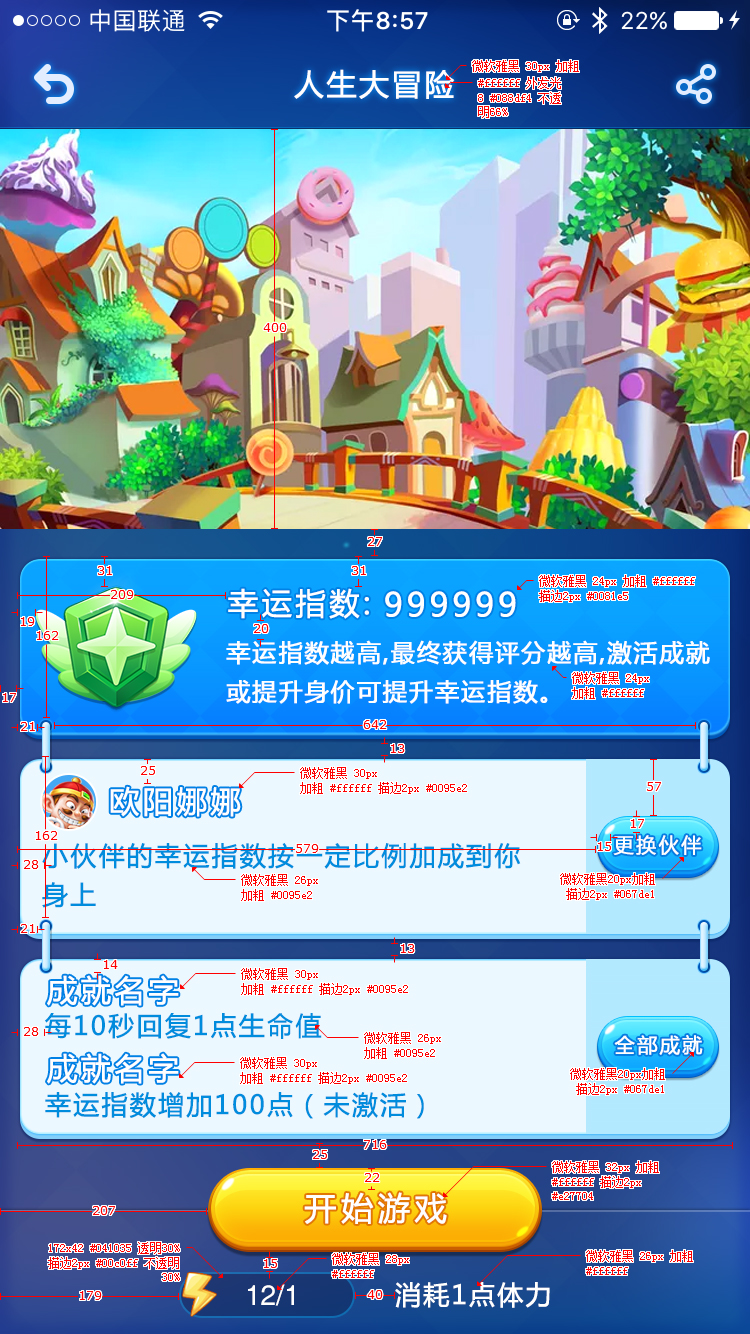 中国联通 下午8:57 22%
人生大冒险
微软雅黑 30px 加粗
#ffffff 外发光
8 #068df4 不透
明66%
400
27
31
31
209
19
162
20
17
21
幸运指数: 999999
微软雅黑 24px 加粗 #ffffff
描边2px #0081e5
幸运指数越高,最终获得评分越高,激活成就
或提升身价可提升幸运指数。
微软雅黑 24px
加粗 #ffffff
642
13
25
欧阳娜娜
微软雅黑 30px
加粗 #ffffff 描边2px #0095e2
57
17
15
162
28
579
小伙伴的幸运指数按一定比例加成到你
身上
微软雅黑 26px
加粗 #0095e2
更换伙伴
微软雅黑20px加粗
描边2px #067de1
21
13
14
成就名字
微软雅黑 30px
加粗 #ffffff 描边2px #0095e2
28
每10秒回复1点生命值
微软雅黑 26px
加粗 #0095e2
成就名字
微软雅黑 30px
加粗 #ffffff 描边2px #0095e2
幸运指数增加100点（未激活）
全部成就
微软雅黑20px加粗
描边2px #067de1
716
25
22
开始游戏
微软雅黑 32px 加粗
#ffffff 描边2px
#e27704
207
172x42 #041035 透明30%
描边2px #00c0ff 不透明
30%
15
179
12/1
微软雅黑 28px
#ffffff
40
消耗1点体力
微软雅黑 26px 加粗
#ffffff